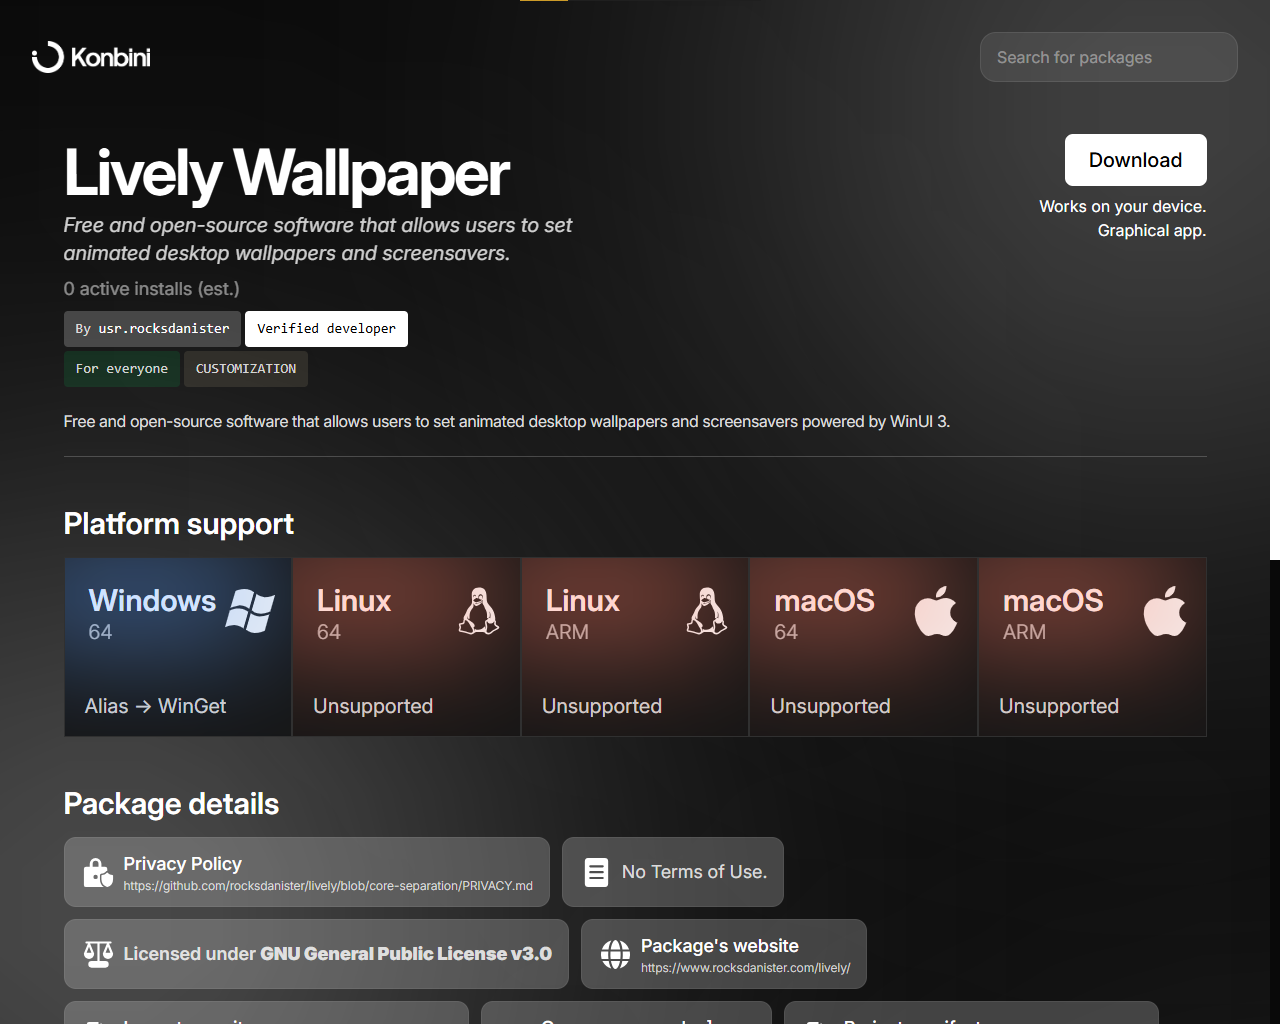 Konbini
Search for packages
Lively Wallpaper
Download
Free and open-source software that allows users to set
animated desktop wallpapers and screensavers.
Works on your device.
Graphical app.
0 active installs (est.)
By usr.rocksdanister
Verified developer
For everyone
CUSTOMIZATION
Free and open-source software that allows users to set animated desktop wallpapers and screensavers powered by WinUI 3.
Platform support
Windows
64
Alias → WinGet
Linux
64
Unsupported
Linux
ARM
Unsupported
macOS
64
Unsupported
macOS
ARM
Unsupported
Package details
Privacy Policy
https://github.com/rocksdanister/lively/blob/core-separation/PRIVACY.md
No Terms of Use.
Licensed under GNU General Public License v3.0
Package's website
https://www.rocksdanister.com/lively/